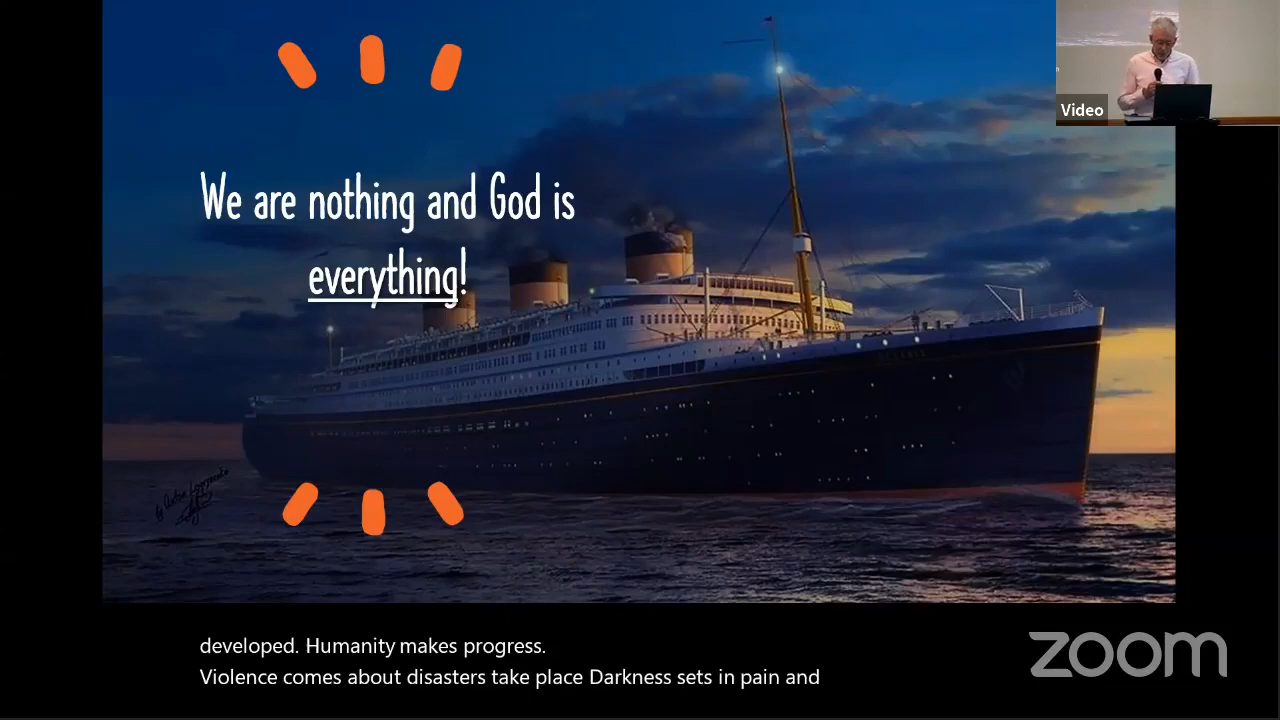 Video
We are nothing and God is
everything!
developed. Humanity makes progress.
Violence comes about disasters take place Darkness sets in pain and
zoom